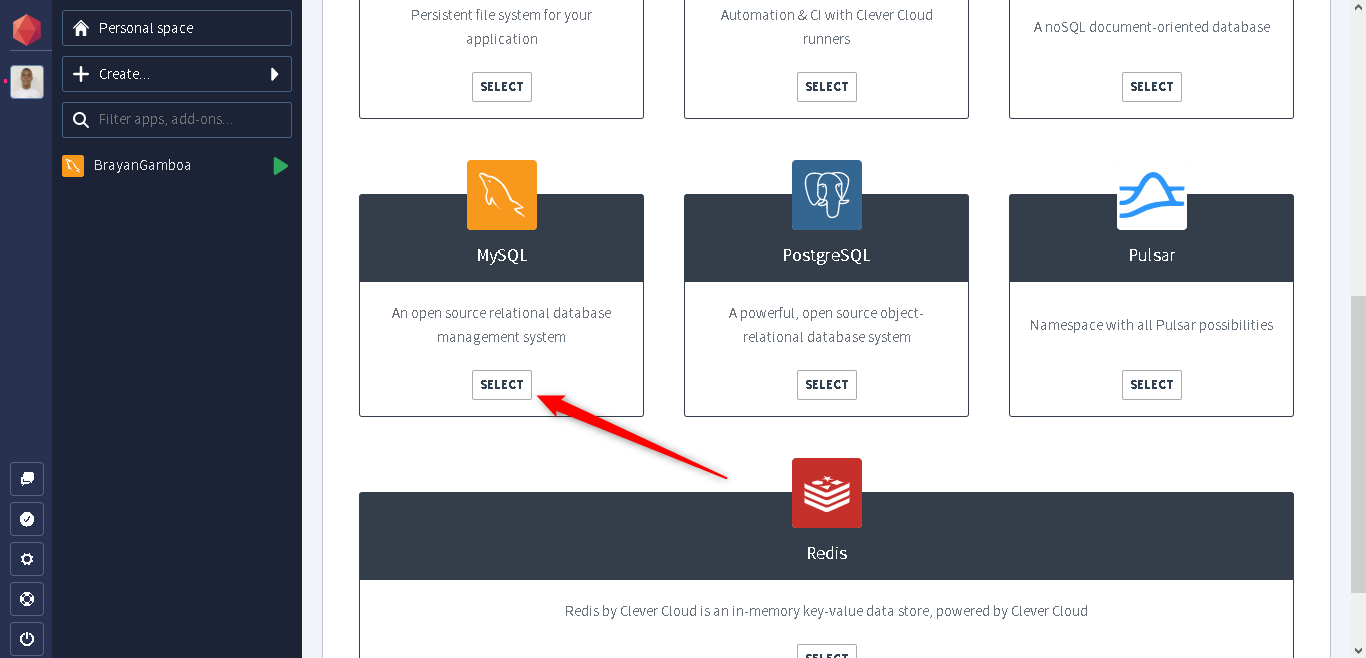 Personal space
Create...
Filter apps, add-ons...
BrayanGamboa
Persistent file system for your
application
SELECT
Automation & CI with Clever Cloud
runners
SELECT
A noSQL document-oriented database
SELECT
MySQL
An open source relational database
management system
SELECT
PostgreSQL
A powerful, open source object-
relational database system
SELECT
Pulsar
Namespace with all Pulsar possibilities
SELECT
Redis
Redis by Clever Cloud is an in-memory key-value data store, powered by Clever Cloud
SELECT